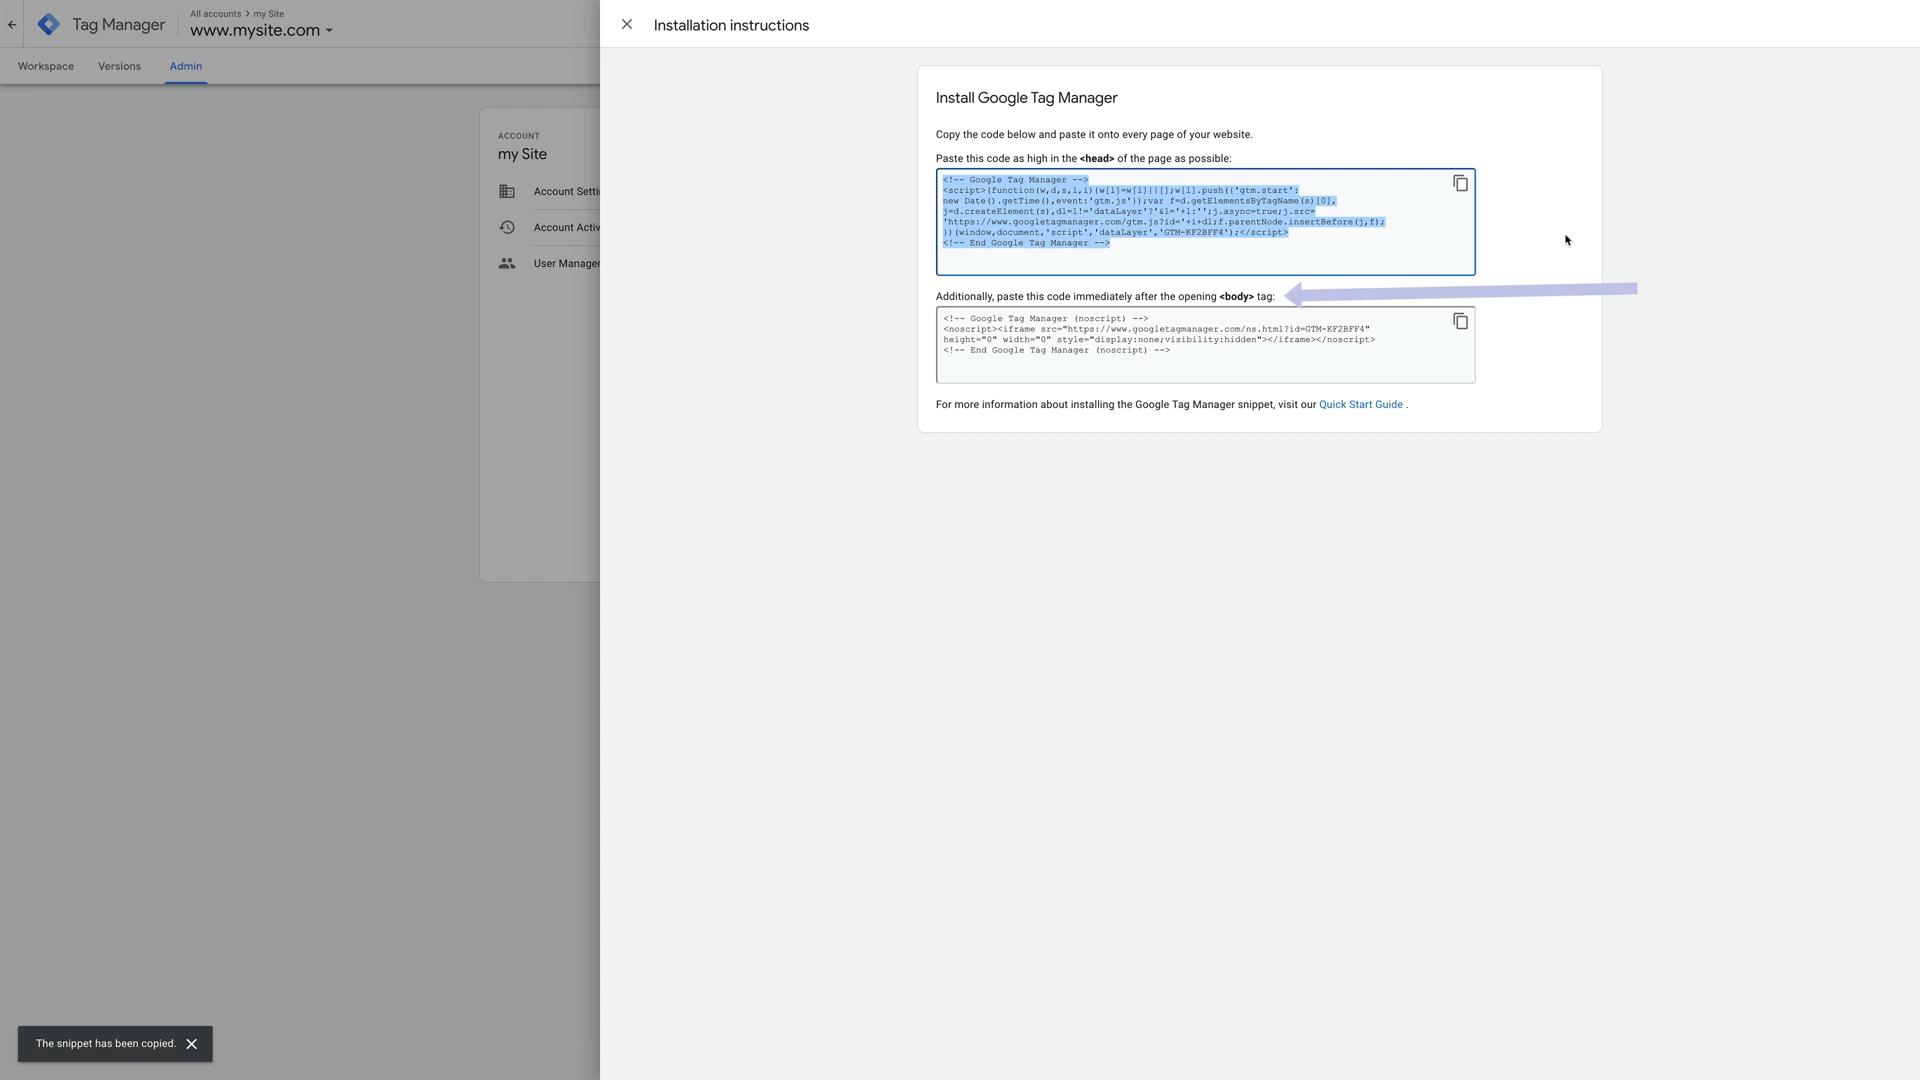 Tag Manager
All accounts > my Site
www.mysite.com
Workspace
Versions
Admin
ACCOUNT
my Site
Account Setti
Account Activ
User Manager
Installation instructions
Install Google Tag Manager
Copy the code below and paste it onto every page of your website.
Paste this code as high in the <head> of the page as possible:
<!-- Google Tag Manager -->
<script>(function(w,d,s,l,i){w[l]=w[l]||[];w[l].push({'gtm.start':
new Date().getTime(),event:'gtm.js'});var f=d.getElementsByTagName(s)[0],
j=d.createElement(s),dl=l!='dataLayer'?'&l='+l:'';j.async=true;j.src=
'https://www.googletagmanager.com/gtm.js?id='+i+dl;f.parentNode.insertBefore(j,f);
})(window,document,'script','dataLayer','GTM-KF2BFF4');</script>
<!-- End Google Tag Manager -->
Additionally, paste this code immediately after the opening <body> tag:
<!-- Google Tag Manager (noscript) -->
<noscript><iframe src="https://www.googletagmanager.com/ns.html?id=GTM-KF2BFF4"
height="0" width="0" style="display:none;visibility:hidden"></iframe></noscript>
<!-- End Google Tag Manager (noscript) -->
For more information about installing the Google Tag Manager snippet, visit our Quick Start Guide .
The snippet has been copied.